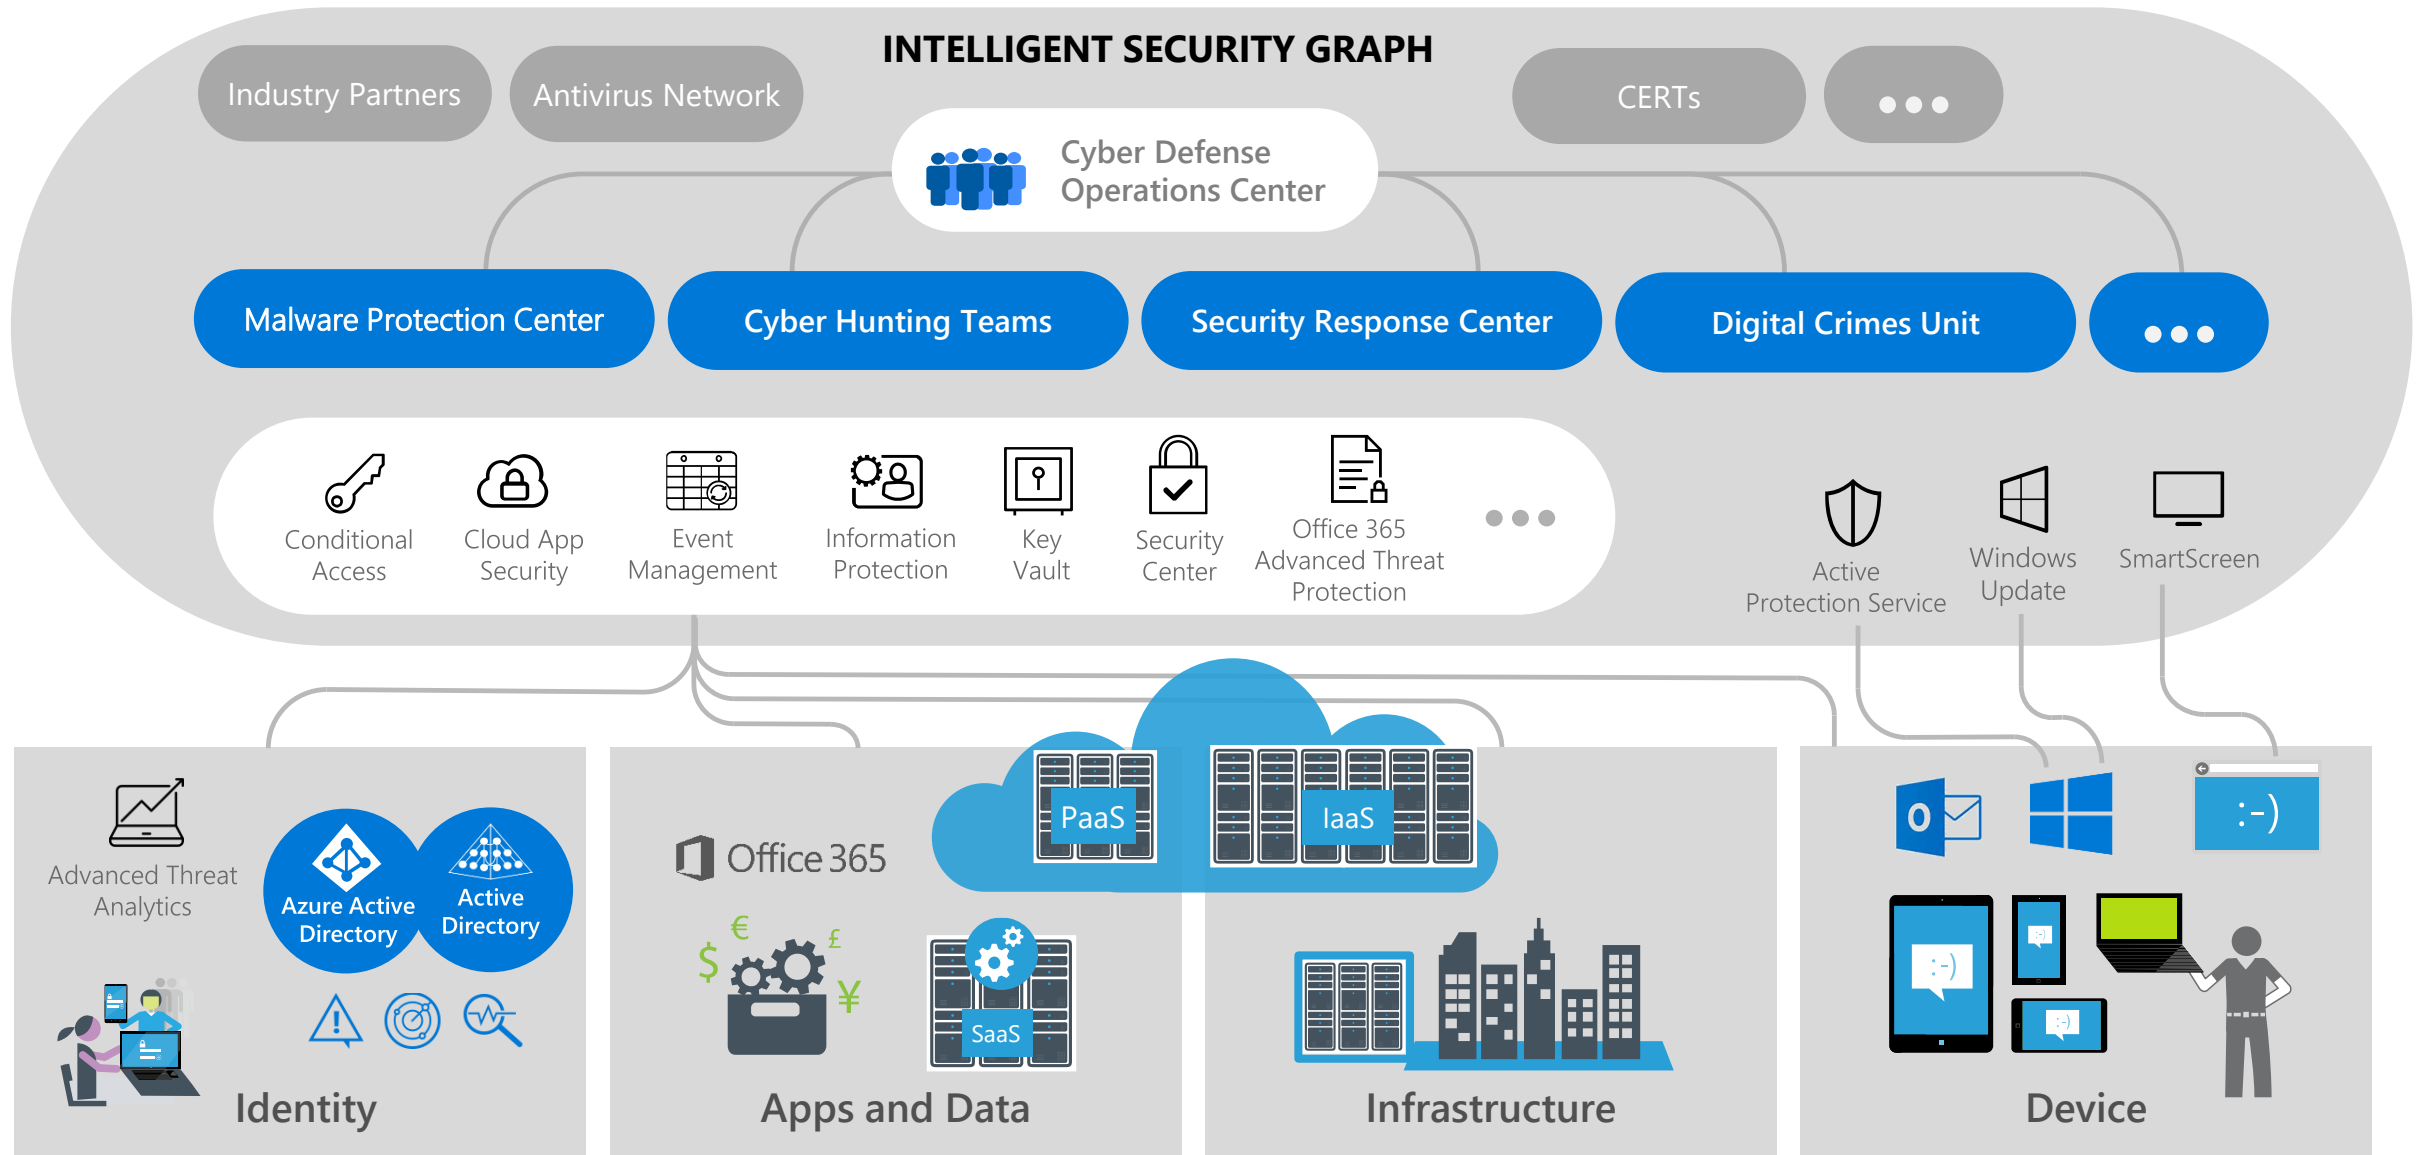 INTELLIGENT SECURITY GRAPH
Industry Partners
Antivirus Network
CERTs
Cyber Defense
Operations Center
Malware Protection Center
Cyber Hunting Teams
Security Response Center
Digital Crimes Unit
Conditional
Access
Cloud App
Security
Event
Management
Information
Protection
Key
Vault
Security
Center
Office 365
Advanced Threat
Protection
Active
Protection Service
Windows
Update
SmartScreen
Advanced Threat
Analytics
Azure Active
Directory
Active
Directory
Identity
Office 365
PaaS
$
€
£
¥
SaaS
Apps and Data
IaaS
Infrastructure
O
:-)
:-)
:-)
:-)
Device